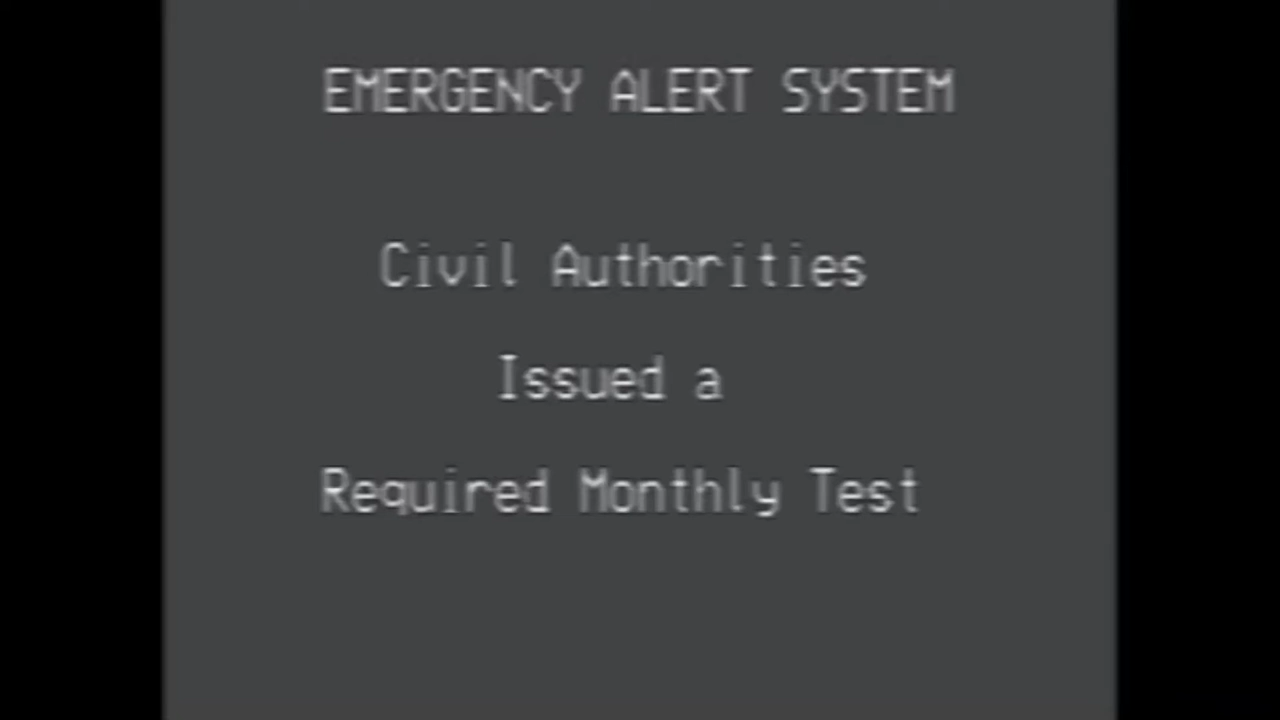 EMERGENCY ALERT SYSTEM
Civil Authorities
Issued a
Required Monthly Test